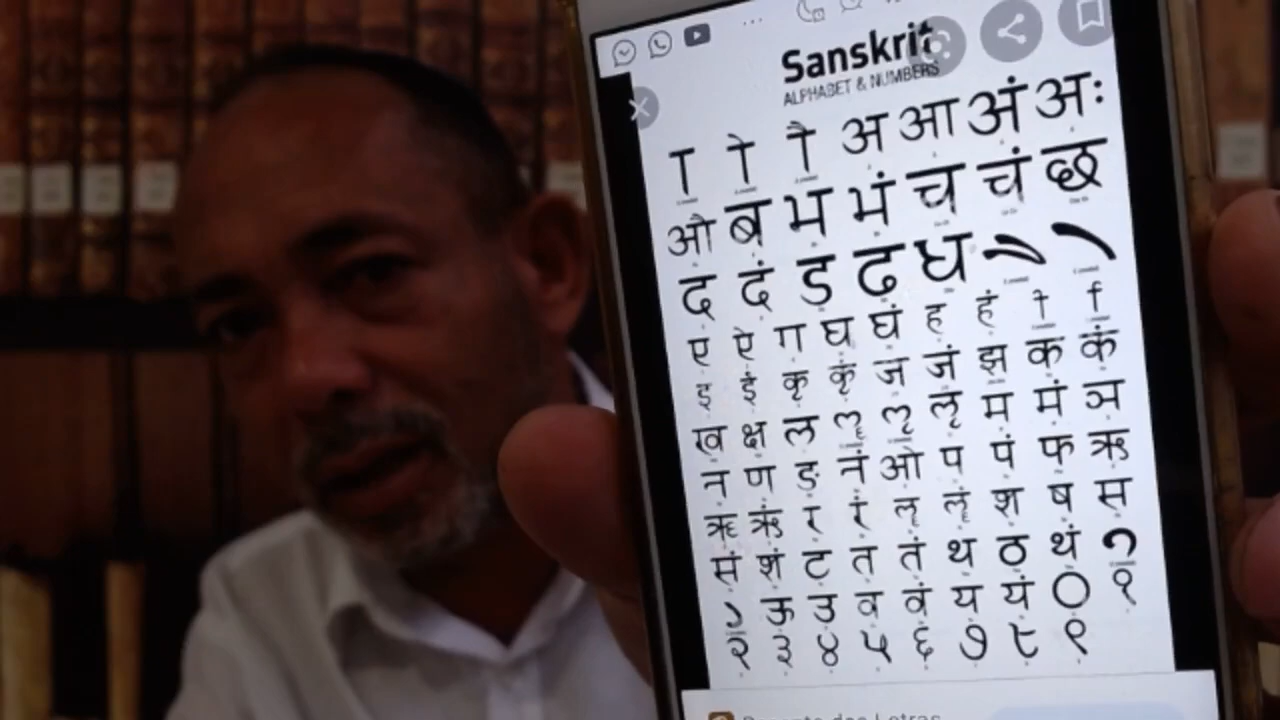 Sanskrit
ALPHABET & NUMBERS
ा े ै अ आ अं अः
औ ब भ भं च चं छ
द दं ड ढ ध
ए ऐ ग घ घं ह हं ी ि
इ ई कृ कृं ज जं झ क कं
ख क्ष ल ॡ ऌ ऌ म मं ञ
न ण ङ नं ओ प पं फ ऋ
ॠ ऋं र रं ल लं श ष स
सं शं ट त तं थ ठ थं
ऊ उ व वं य यं ० १
२ ३ ४ ५ ६ ७ ८ ९